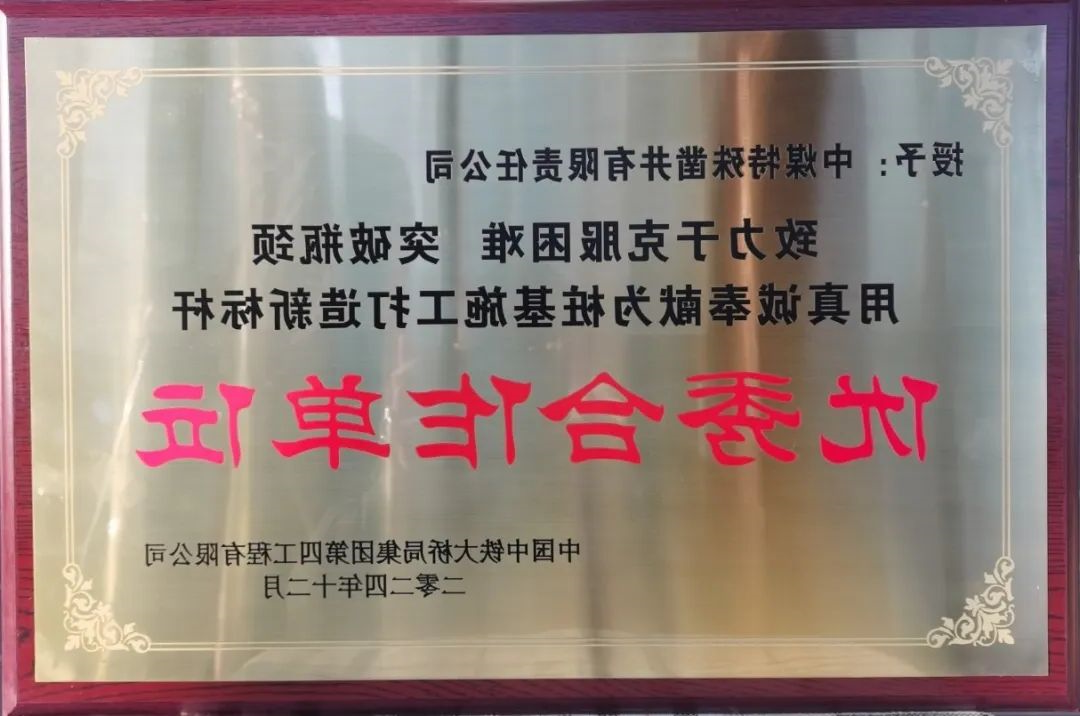 授予：中煤特殊凿井有限责任公司
致力于克服困难 突破瓶颈
用真诚奉献为桩基施工打造新标杆
优秀合作单位
中国中铁大桥局集团第四工程有限公司
二零二四年十二月